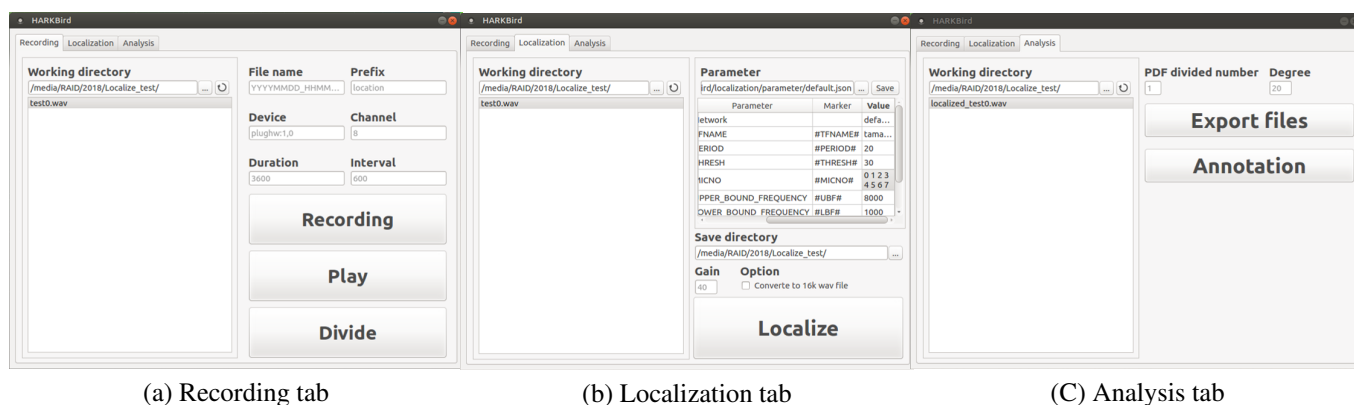 HARKBird
Recording Localization Analysis
Working directory
/media/RAID/2018/Localize_test/ ...
test0.wav
File name Prefix
YYYYMMDD_HHMM... location
Device Channel
plughw:1,0 8
Duration Interval
3600 600
Recording
Play
Divide
(a) Recording tab
HARKBird
Recording Localization Analysis
Working directory
/media/RAID/2018/Localize_test/ ...
test0.wav
Parameter
ird/localization/parameter/default.json ... Save
Parameter Marker Value
letwork defa...
FNAME #TFNAME# tama...
ERIOD #PERIOD# 20
HRESH #THRESH# 30
IICNO #MICNO# 0 1 2 3
4 5 6 7
PPER_BOUND_FREQUENCY #UBF# 8000
OWER_BOUND_FREQUENCY #LBF# 1000
Save directory
/media/RAID/2018/Localize_test/ ...
Gain Option
40 Converte to 16k wav file
Localize
(b) Localization tab
HARKBird
Recording Localization Analysis
Working directory
/media/RAID/2018/Localize_test/ ...
localized_test0.wav
PDF divided number Degree
1 20
Export files
Annotation
(C) Analysis tab